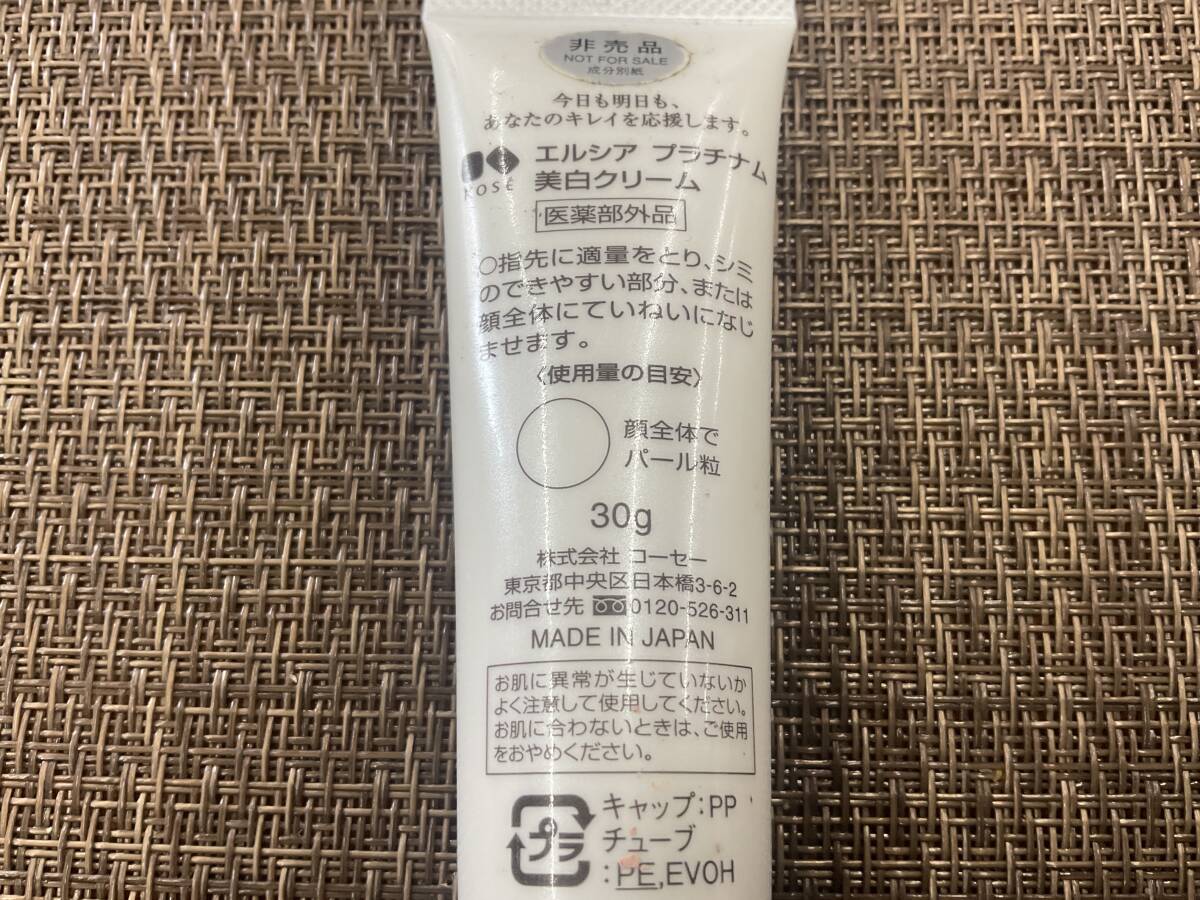 非売品
NOT FOR SALE
成分別紙
今日も明日も、
あなたのキレイを応援します。
KOSÉ
エルシア プラチナム
美白クリーム
医薬部外品
○指先に適量をとり、シミ
のできやすい部分、または
顔全体にていねいになじ
ませます。
〈使用量の目安〉
顔全体で
パール粒
30g
株式会社 コーセー
東京都中央区日本橋3-6-2
お問合せ先 0120-526-311
MADE IN JAPAN
お肌に異常が生じていないか
よく注意して使用してください。
お肌に合わないときは、ご使用
をおやめください。
プラ
キャップ:PP
チューブ
:PE,EVOH